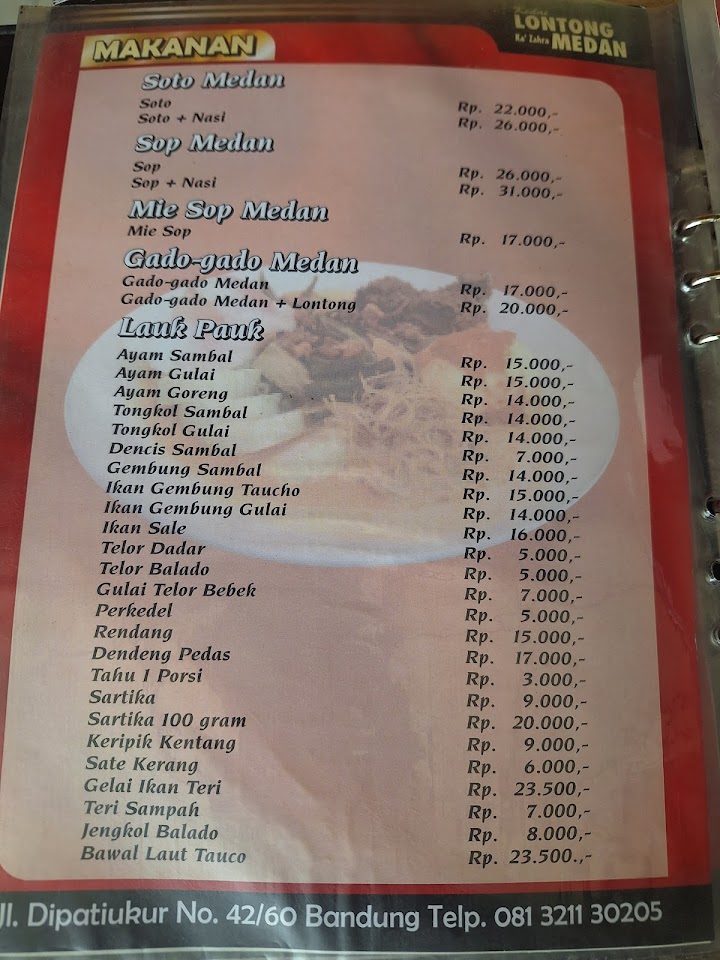 MAKANAN
Kedai
LONTONG
Ka' Zahra MEDAN
Soto Medan
Soto Rp. 22.000,-
Soto + Nasi Rp. 26.000,-
Sop Medan
Sop Rp. 26.000,-
Sop + Nasi Rp. 31.000,-
Mie Sop Medan
Mie Sop Rp. 17.000,-
Gado-gado Medan
Gado-gado Medan Rp. 17.000,-
Gado-gado Medan + Lontong Rp. 20.000,-
Lauk Pauk
Ayam Sambal Rp. 15.000,-
Ayam Gulai Rp. 15.000,-
Ayam Goreng Rp. 14.000,-
Tongkol Sambal Rp. 14.000,-
Tongkol Gulai Rp. 14.000,-
Dencis Sambal Rp. 7.000,-
Gembung Sambal Rp. 14.000,-
Ikan Gembung Taucho Rp. 15.000,-
Ikan Gembung Gulai Rp. 14.000,-
Ikan Sale Rp. 16.000,-
Telor Dadar Rp. 5.000,-
Telor Balado Rp. 5.000,-
Gulai Telor Bebek Rp. 7.000,-
Perkedel Rp. 5.000,-
Rendang Rp. 15.000,-
Dendeng Pedas Rp. 17.000,-
Tahu 1 Porsi Rp. 3.000,-
Sartika Rp. 9.000,-
Sartika 100 gram Rp. 20.000,-
Keripik Kentang Rp. 9.000,-
Sate Kerang Rp. 6.000,-
Gelai Ikan Teri Rp. 23.500,-
Teri Sampah Rp. 7.000,-
Jengkol Balado Rp. 8.000,-
Bawal Laut Tauco Rp. 23.500.,-
Jl. Dipatiukur No. 42/60 Bandung Telp. 081 3211 30205